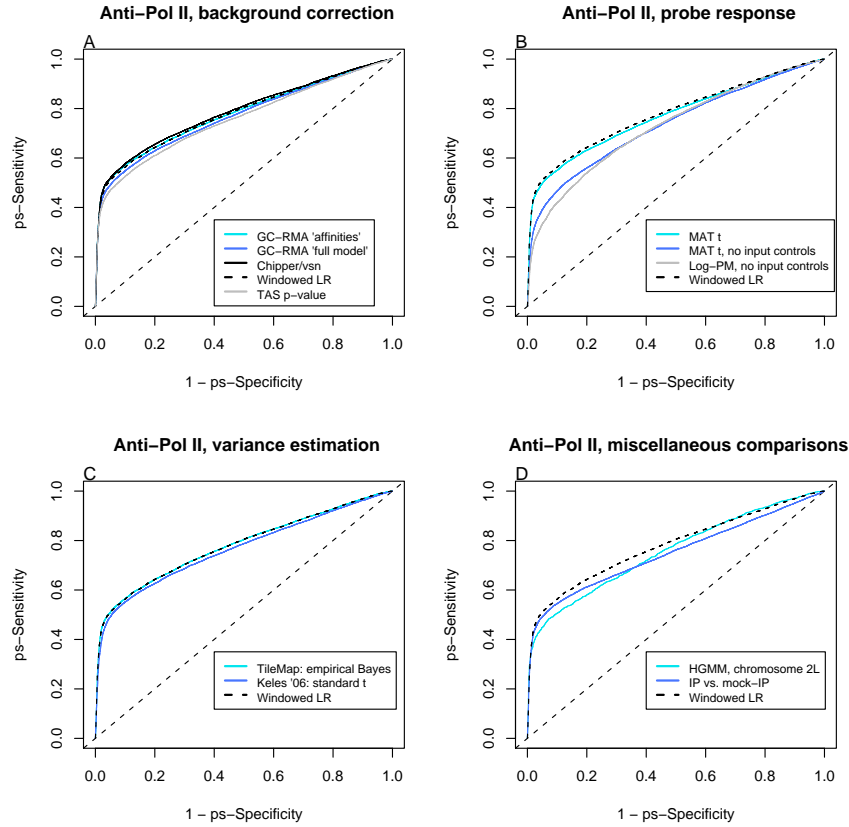 Anti−Pol II, background correction
A
ps−Sensitivity
0.0 0.2 0.4 0.6 0.8 1.0
GC−RMA 'affinities'
GC−RMA 'full model'
Chipper/vsn
Windowed LR
TAS p−value
0.0 0.2 0.4 0.6 0.8 1.0
1 − ps−Specificity
Anti−Pol II, probe response
B
ps−Sensitivity
0.0 0.2 0.4 0.6 0.8 1.0
MAT t
MAT t, no input controls
Log−PM, no input controls
Windowed LR
0.0 0.2 0.4 0.6 0.8 1.0
1 − ps−Specificity
Anti−Pol II, variance estimation
C
ps−Sensitivity
0.0 0.2 0.4 0.6 0.8 1.0
TileMap: empirical Bayes
Keles '06: standard t
Windowed LR
0.0 0.2 0.4 0.6 0.8 1.0
1 − ps−Specificity
Anti−Pol II, miscellaneous comparisons
D
ps−Sensitivity
0.0 0.2 0.4 0.6 0.8 1.0
HGMM, chromosome 2L
IP vs. mock−IP
Windowed LR
0.0 0.2 0.4 0.6 0.8 1.0
1 − ps−Specificity